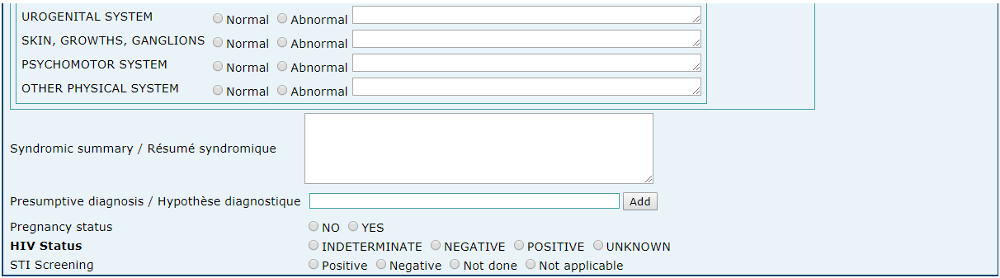 UROGENITAL SYSTEM Normal Abnormal
SKIN, GROWTHS, GANGLIONS Normal Abnormal
PSYCHOMOTOR SYSTEM Normal Abnormal
OTHER PHYSICAL SYSTEM Normal Abnormal
Syndromic summary / Résumé syndromique
Presumptive diagnosis / Hypothèse diagnostique Add
Pregnancy status NO YES
HIV Status INDETERMINATE NEGATIVE POSITIVE UNKNOWN
STI Screening Positive Negative Not done Not applicable